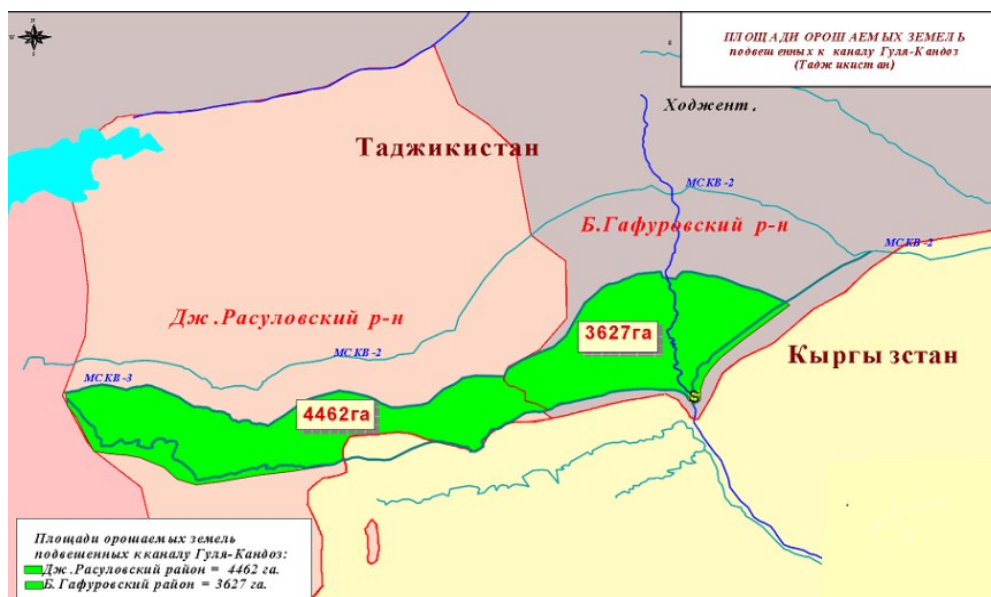 ПЛОЩАДИ ОРОШАЕМЫХ ЗЕМЕЛЬ
подвешенных к каналу Гуля-Кандоз
(Таджикистан)
Ходжент.
Таджикистан
МСКВ-2
Б.Гафуровский р-н
МСКВ-2
Дж.Расуловский р-н
3627га
МСКВ-2
Кыргызстан
МСКВ-3
4462га
Площади орошаемых земель
подвешенных к каналу Гуля-Кандоз:
Дж.Расуловский район = 4462 га.
Б.Гафуровский район = 3627 га.